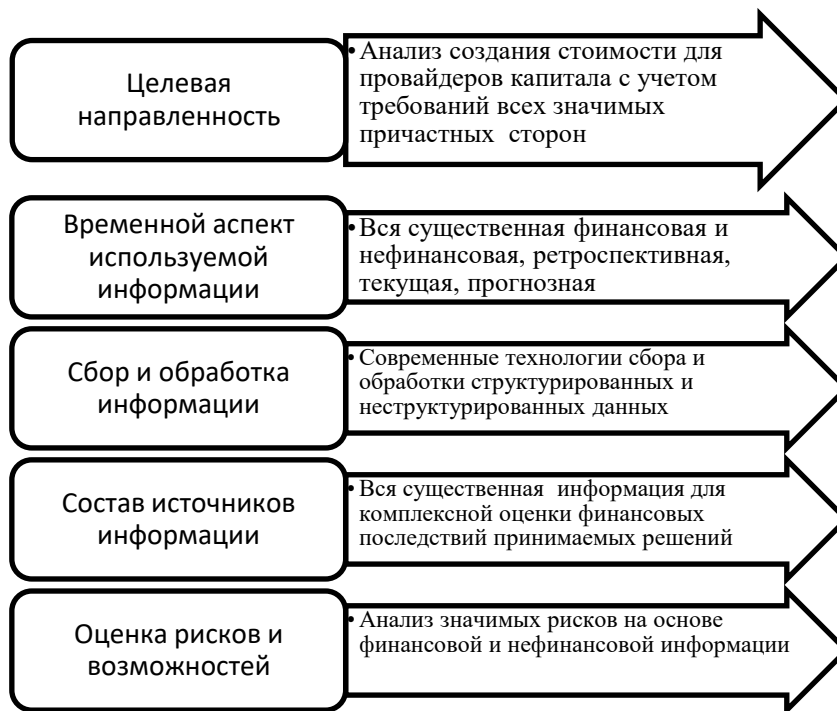 Целевая
направленность
• Анализ создания стоимости для
провайдеров капитала с учетом
требований всех значимых
причастных сторон
Временной аспект
используемой
информации
• Вся существенная финансовая и
нефинансовая, ретроспективная,
текущая, прогнозная
Сбор и обработка
информации
• Современные технологии сбора и
обработки структурированных и
неструктурированных данных
Состав источников
информации
• Вся существенная информация для
комплексной оценки финансовых
последствий принимаемых решений
Оценка рисков и
возможностей
• Анализ значимых рисков на основе
финансовой и нефинансовой информации